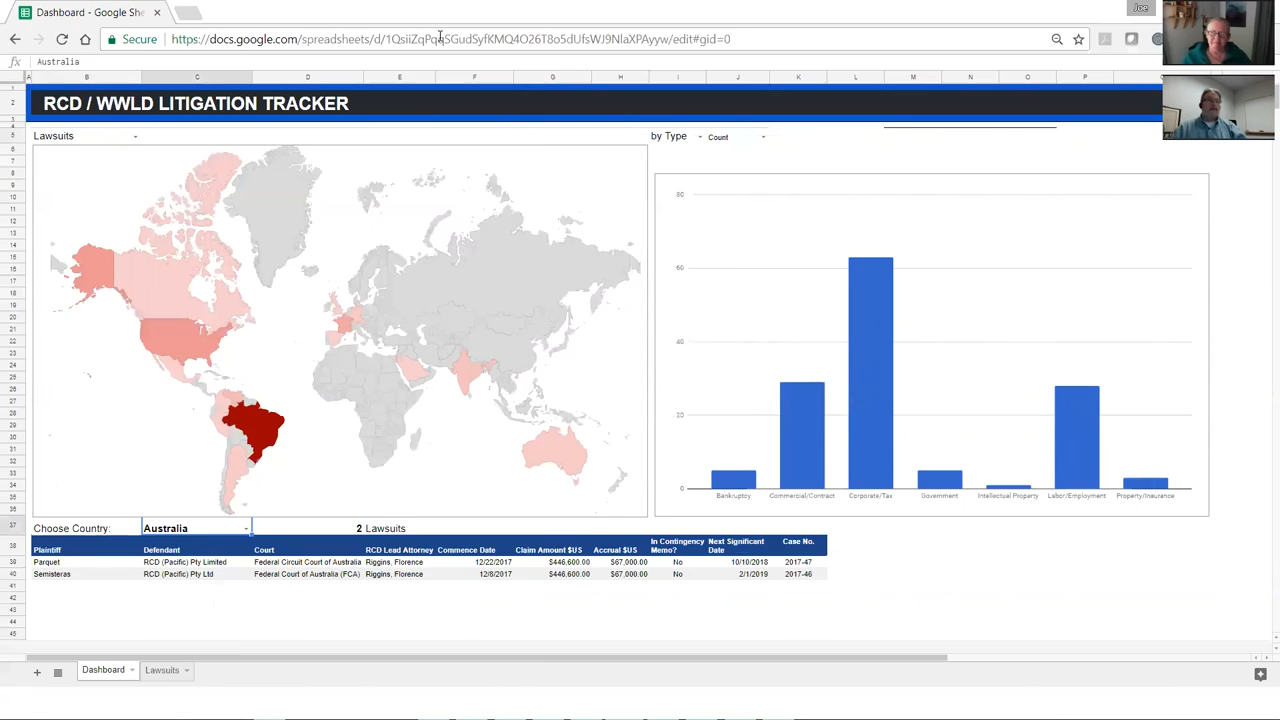 Dashboard - Google She
Joe
Secure
https://docs.google.com/spreadsheets/d/
/edit#gid=0
fx Australia
A B C D E F G H I J K L M N O P
RCD / WWLD LITIGATION TRACKER
Lawsuits
by Type Count
80
60
40
20
0
Bankruptcy Commercial/Contract Corporate/Tax Government Intellectual Property Labor/Employment Property/Insurance
Choose Country: Australia 2 Lawsuits
Plaintiff Defendant Court RCD Lead Attorney Commence Date Claim Amount $US Accrual $US In Contingency Memo? Next Significant Date Case No.
Parquet RCD (Pacific) Pty Limited Federal Circuit Court of Australia Riggins, Florence 12/22/2017 $446,600.00 $67,000.00 No 10/10/2018 2017-47
Semisteras RCD (Pacific) Pty Ltd Federal Court of Australia (FCA) Riggins, Florence 12/8/2017 $446,600.00 $67,000.00 No 2/1/2019 2017-46
Dashboard Lawsuits